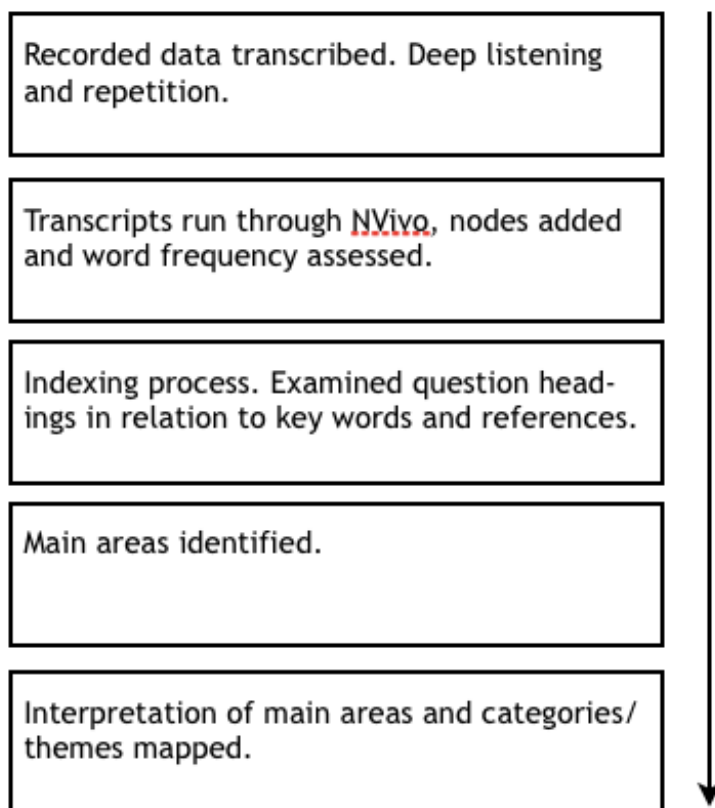 Recorded data transcribed. Deep listening
and repetition.
Transcripts run through NVivo, nodes added
and word frequency assessed.
Indexing process. Examined question head-
ings in relation to key words and references.
Main areas identified.
Interpretation of main areas and categories/
themes mapped.